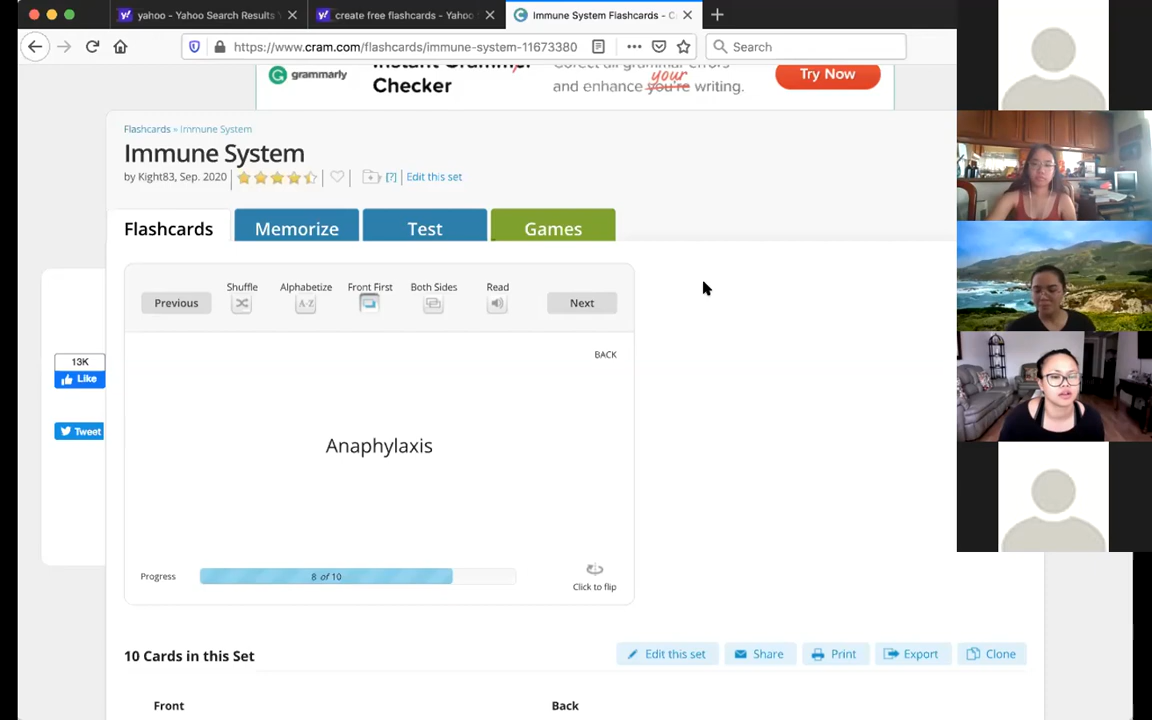 yahoo - Yahoo Search Results
create free flashcards - Yahoo
Immune System Flashcards - C
https://www.cram.com/flashcards/immune-system-11673380
Search
grammarly
Instant Grammar
Checker
Correct all grammar errors
your
and enhance you're writing.
Try Now
Flashcards » Immune System
Immune System
by Kight83, Sep. 2020
[?]
Edit this set
Flashcards
Memorize
Test
Games
Previous
Shuffle
Alphabetize
A-Z
Front First
Both Sides
Read
Next
BACK
13K
Like
Tweet
Anaphylaxis
Progress
8 of 10
Click to flip
10 Cards in this Set
Edit this set
Share
Print
Export
Clone
Front
Back